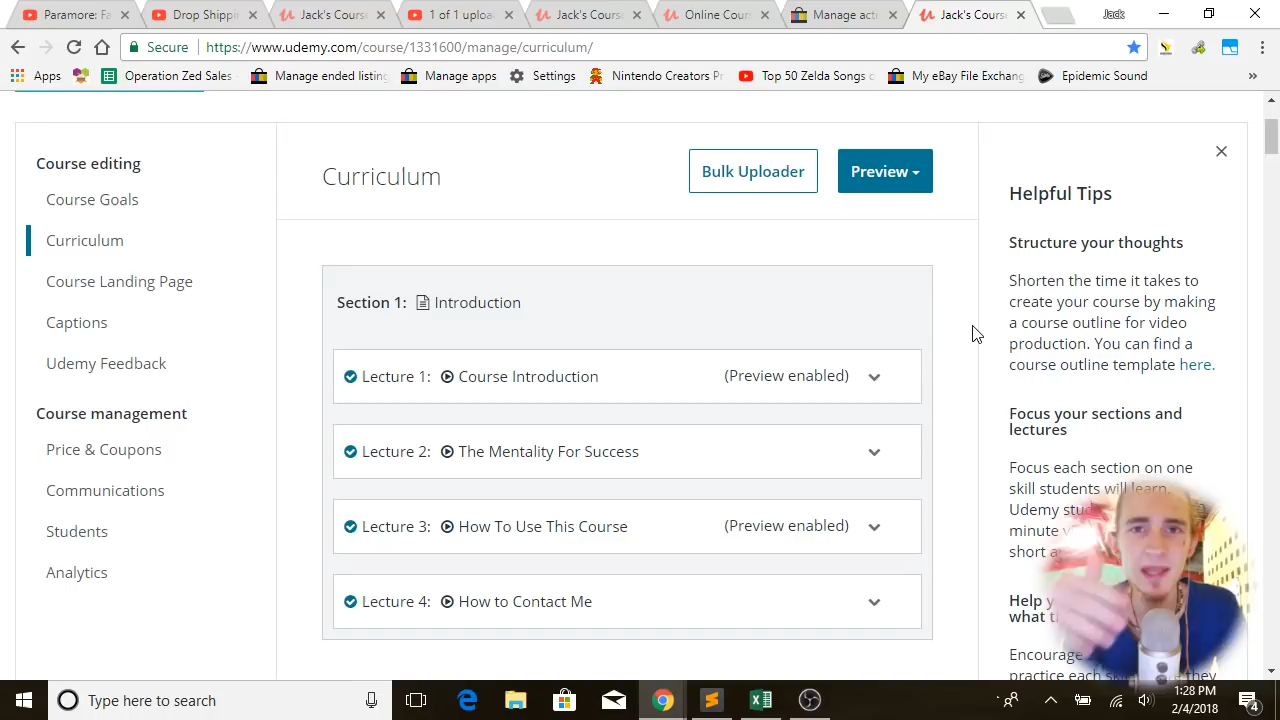 Paramore: Fa
Drop Shippi
Jack's Cours
1 of 1 uploa
Jack's Cours
Online Cour
Manage acti
Jack's Cours
Jack
Secure
https://www.udemy.com/course/1331600/manage/curriculum/
Apps
Operation Zed Sales
Manage ended listing
Manage apps
Settings
Nintendo Creators
Top 50 Zelda Songs
My eBay File Exchang
Epidemic Sound
Course editing
Course Goals
Curriculum
Course Landing Page
Captions
Udemy Feedback
Course management
Price & Coupons
Communications
Students
Analytics
Curriculum
Bulk Uploader
Preview
Section 1: Introduction
Lecture 1: Course Introduction (Preview enabled)
Lecture 2: The Mentality For Success
Lecture 3: How To Use This Course (Preview enabled)
Lecture 4: How to Contact Me
Helpful Tips
Structure your thoughts
Shorten the time it takes to
create your course by making
a course outline for video
production. You can find a
course outline template here.
Focus your sections and
lectures
Focus each section on one
skill students will learn.
Udemy stud
minute v
short a
Help y
what t
Encourage
practice each
Type here to search
1:28 PM
2/4/2018
4